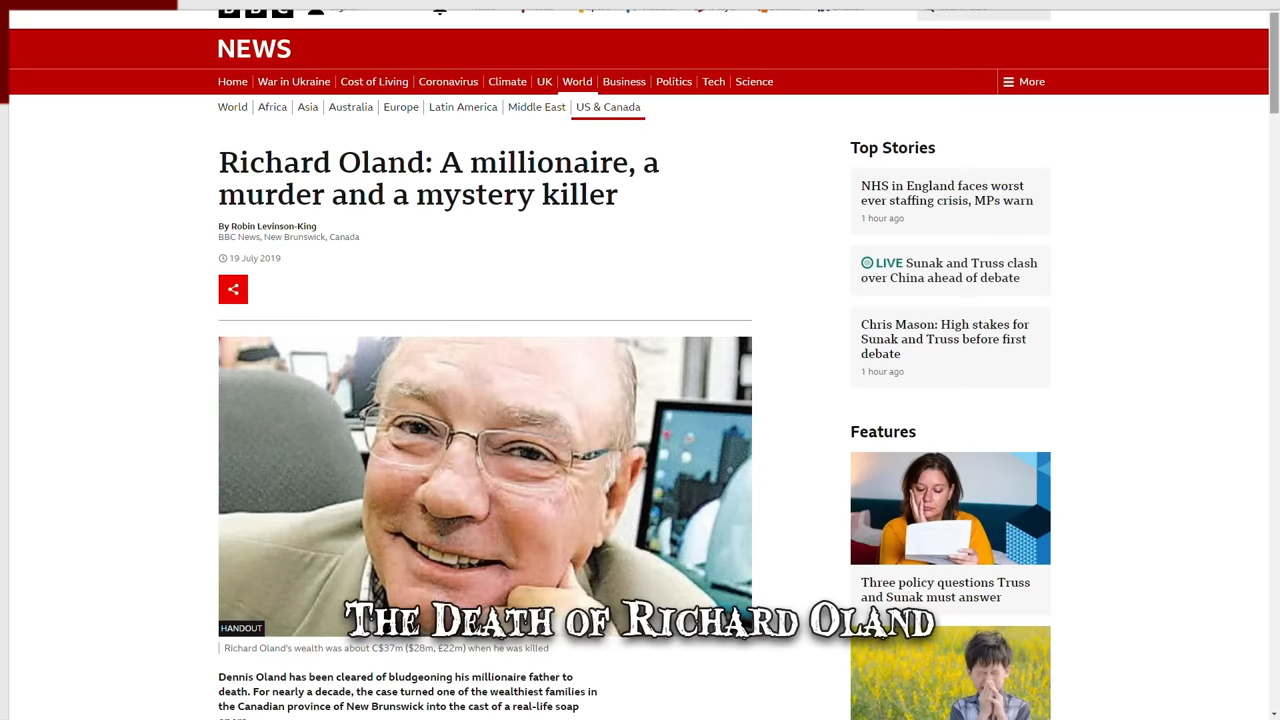 NEWS
Home War in Ukraine Cost of Living Coronavirus Climate UK World Business Politics Tech Science More
World Africa Asia Australia Europe Latin America Middle East US & Canada
Richard Oland: A millionaire, a
murder and a mystery killer
By Robin Levinson-King
BBC News, New Brunswick, Canada
19 July 2019
HANDOUT
Richard Oland's wealth was about C$37m ($28m, £22m) when he was killed
Dennis Oland has been cleared of bludgeoning his millionaire father to
death. For nearly a decade, the case turned one of the wealthiest families in
the Canadian province of New Brunswick into the cast of a real-life soap
The Death of Richard Oland
Top Stories
NHS in England faces worst
ever staffing crisis, MPs warn
1 hour ago
LIVE Sunak and Truss clash
over China ahead of debate
Chris Mason: High stakes for
Sunak and Truss before first
debate
1 hour ago
Features
Three policy questions Truss
and Sunak must answer